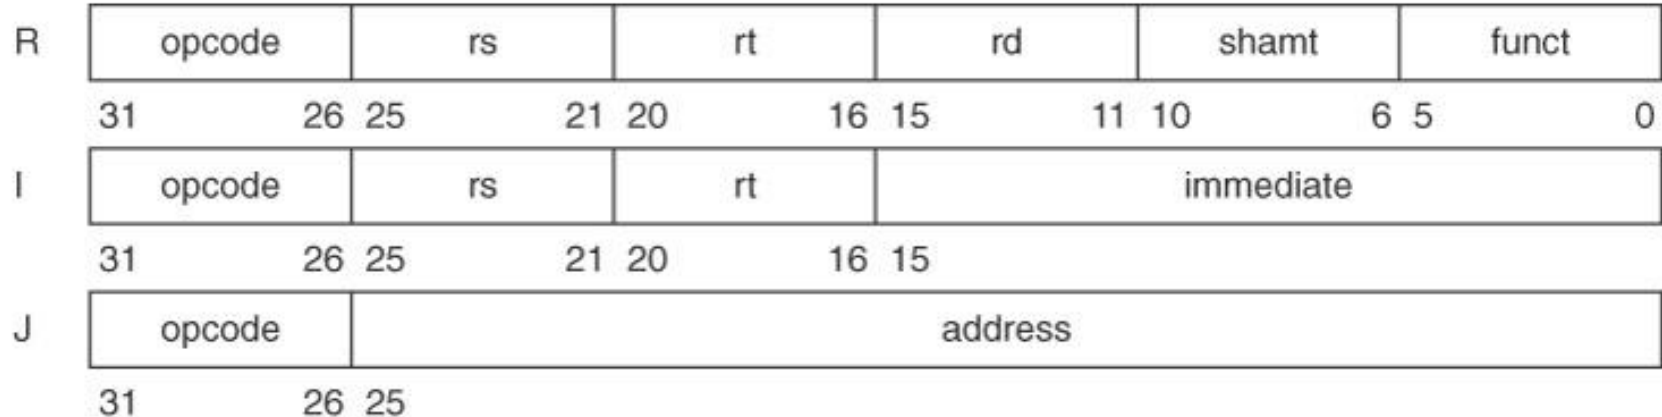 R opcode rs rt rd shamt funct
31 26 25 21 20 16 15 11 10 6 5 0
I opcode rs rt immediate
31 26 25 21 20 16 15
J opcode address
31 26 25